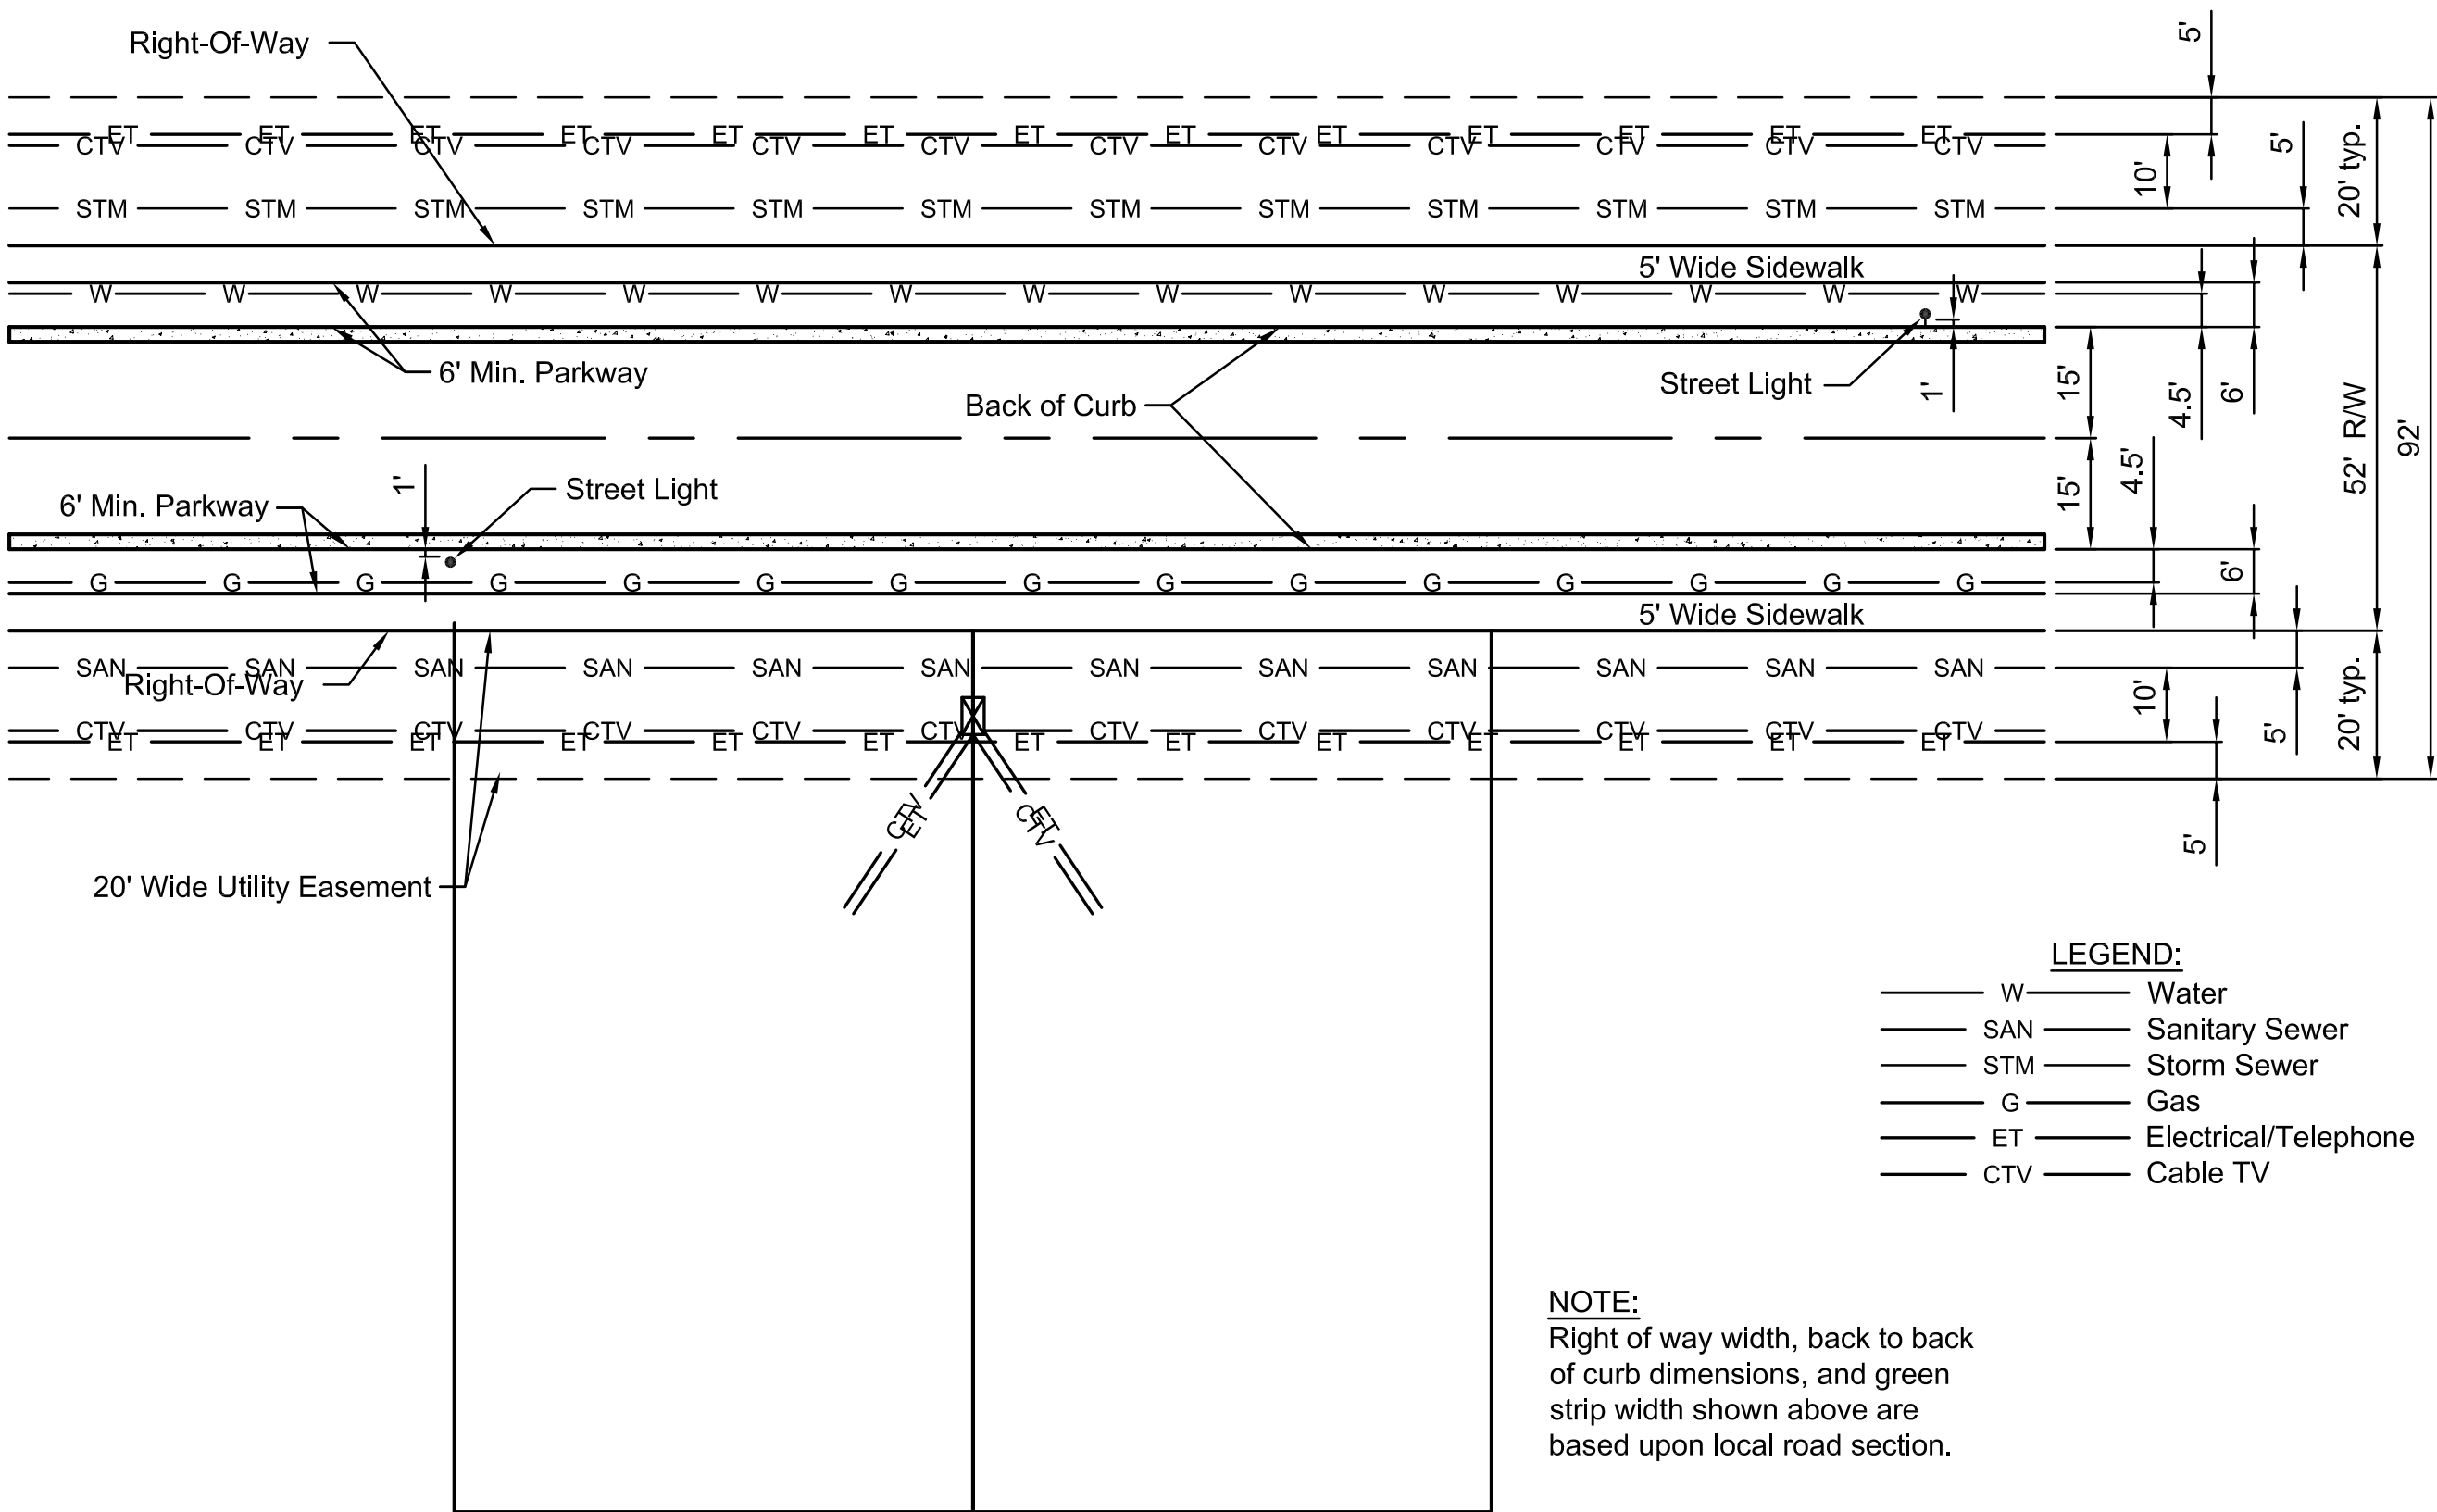 Right-Of-Way
5'
ET ET ET ET ET ET ET ET ET ET ET ET ET
CTV CTV CTV CTV CTV CTV CTV CTV CTV CTV CTV CTV
5'
20' typ.
10'
STM STM STM STM STM STM STM STM STM STM STM STM
5' Wide Sidewalk
W W W W W W W W W W W W W W W
6' Min. Parkway
Back of Curb
Street Light
1'
15'
4.5'
6'
52' R/W
92'
1'
Street Light
6' Min. Parkway
15'
4.5'
6'
G G G G G G G G G G G G G G G
5' Wide Sidewalk
SAN SAN SAN SAN SAN SAN SAN SAN SAN SAN SAN SAN
Right-Of-Way
10'
5'
20' typ.
CTV CTV CTV CTV CTV CTV CTV CTV CTV CTV CTV CTV
ET ET ET ET ET ET ET ET ET ET ET ET ET
CTV
ET
ET
CTV
5'
20' Wide Utility Easement
LEGEND:
W Water
SAN Sanitary Sewer
STM Storm Sewer
G Gas
ET Electrical/Telephone
CTV Cable TV
NOTE:
Right of way width, back to back
of curb dimensions, and green
strip width shown above are
based upon local road section.